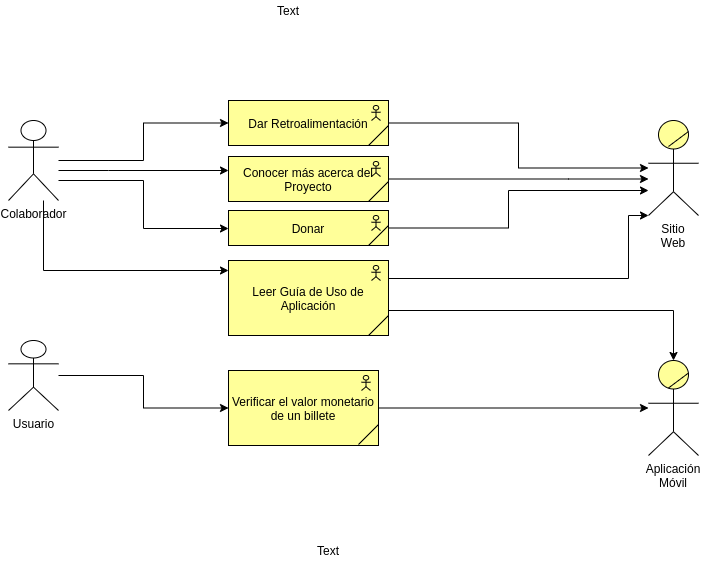 Text
Dar Retroalimentación
Conocer más acerca del
Proyecto
Colaborador
Donar
Sitio
Web
Leer Guía de Uso de
Aplicación
Usuario
Verificar el valor monetario
de un billete
Aplicación
Móvil
Text